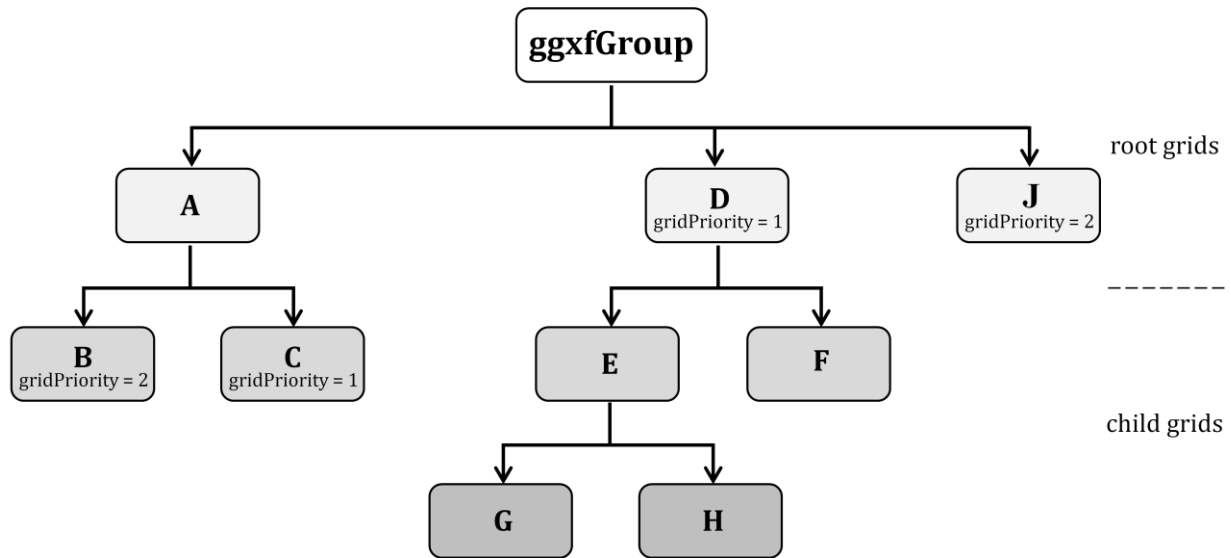 ggxfGroup
root grids
A
D
gridPriority = 1
J
gridPriority = 2
B
gridPriority = 2
C
gridPriority = 1
E
F
child grids
G
H